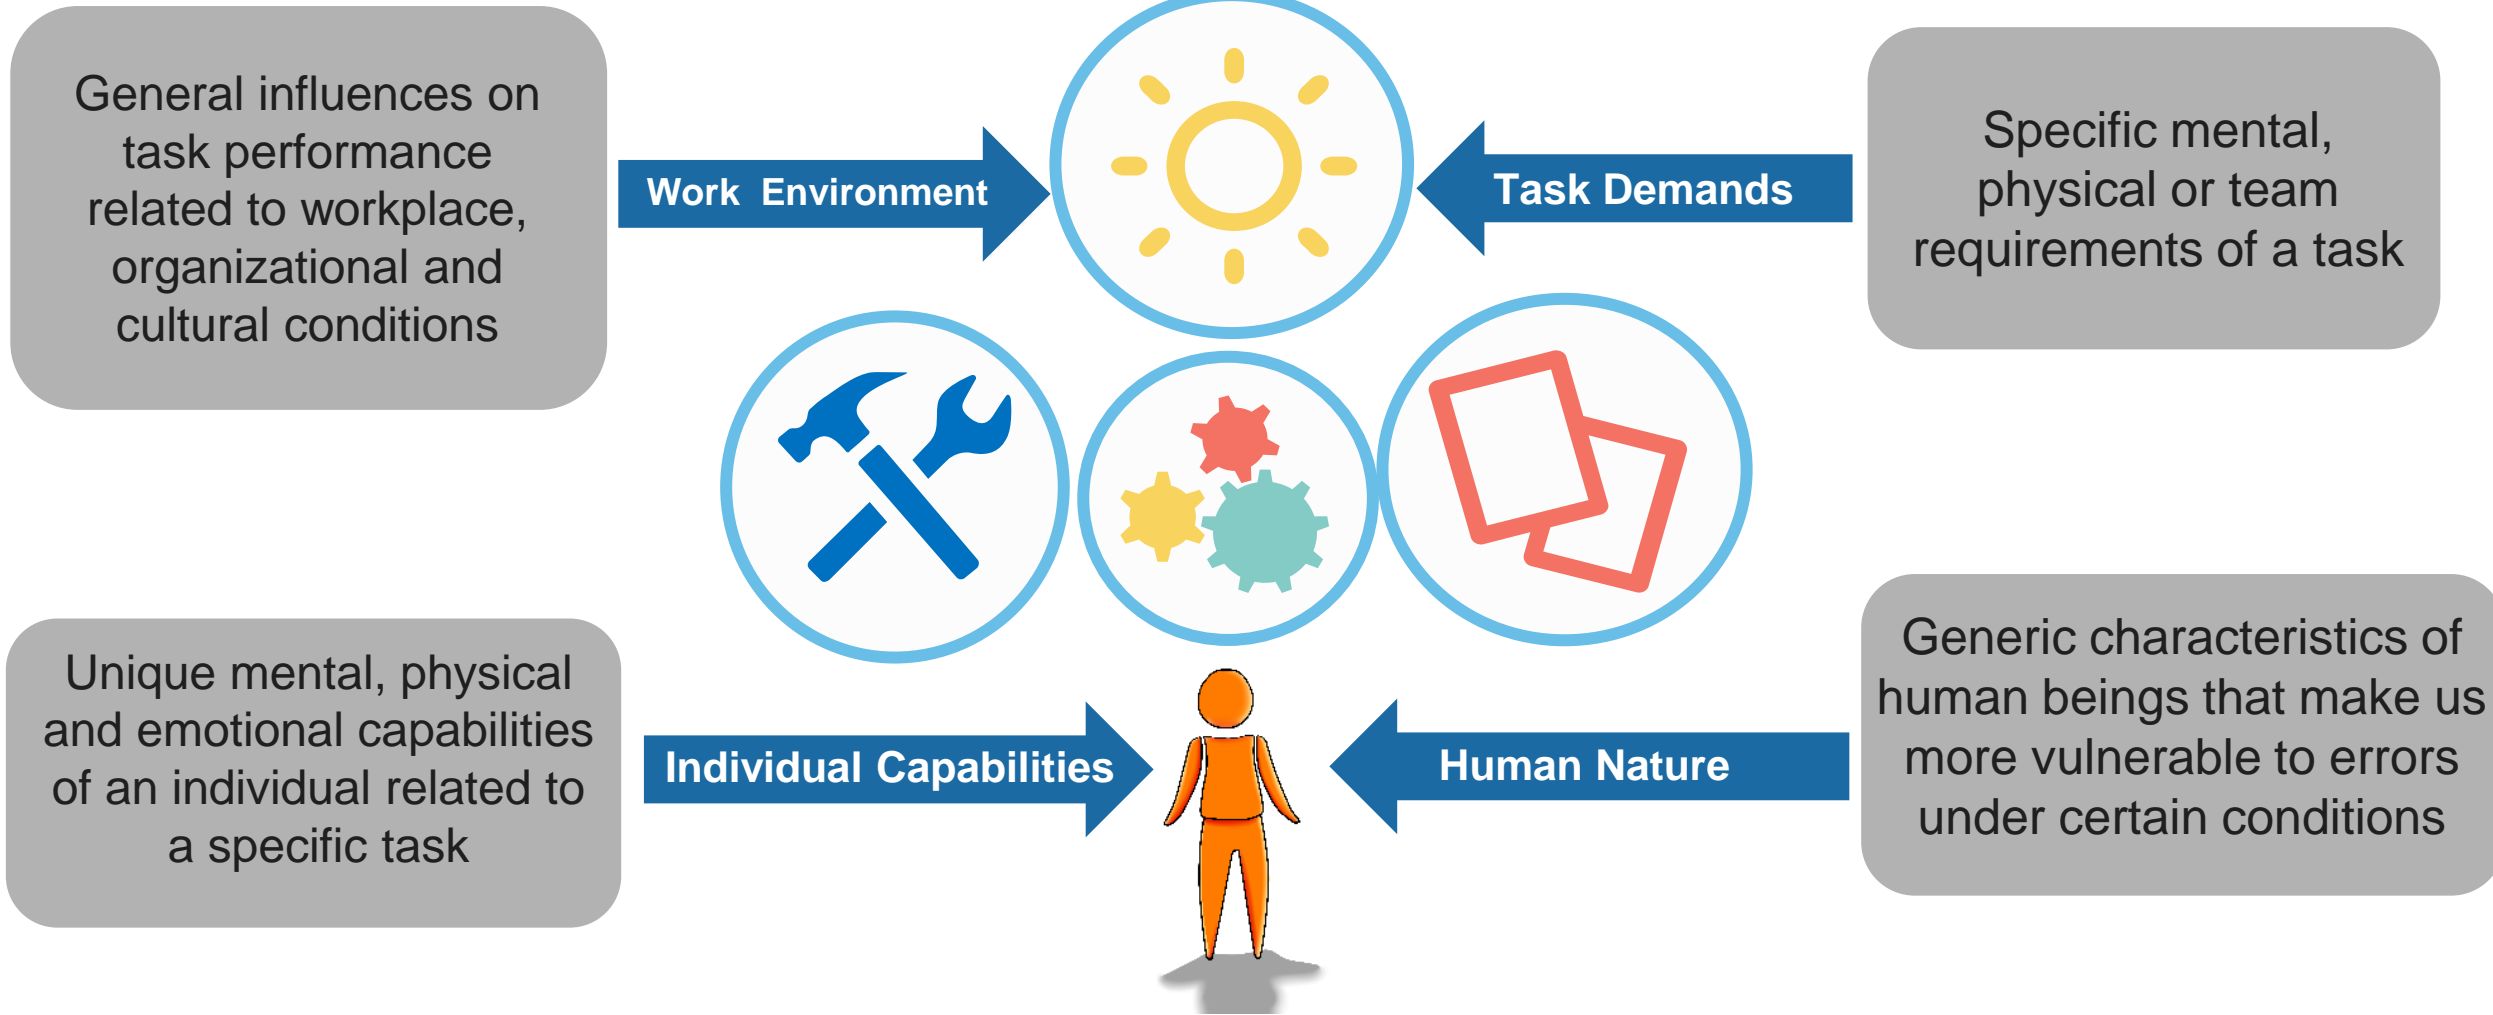 General influences on
task performance
related to workplace,
organizational and
cultural conditions
Work Environment
Task Demands
Specific mental,
physical or team
requirements of a task
Unique mental, physical
and emotional capabilities
of an individual related to
a specific task
Individual Capabilities
Human Nature
Generic characteristics of
human beings that make us
more vulnerable to errors
under certain conditions